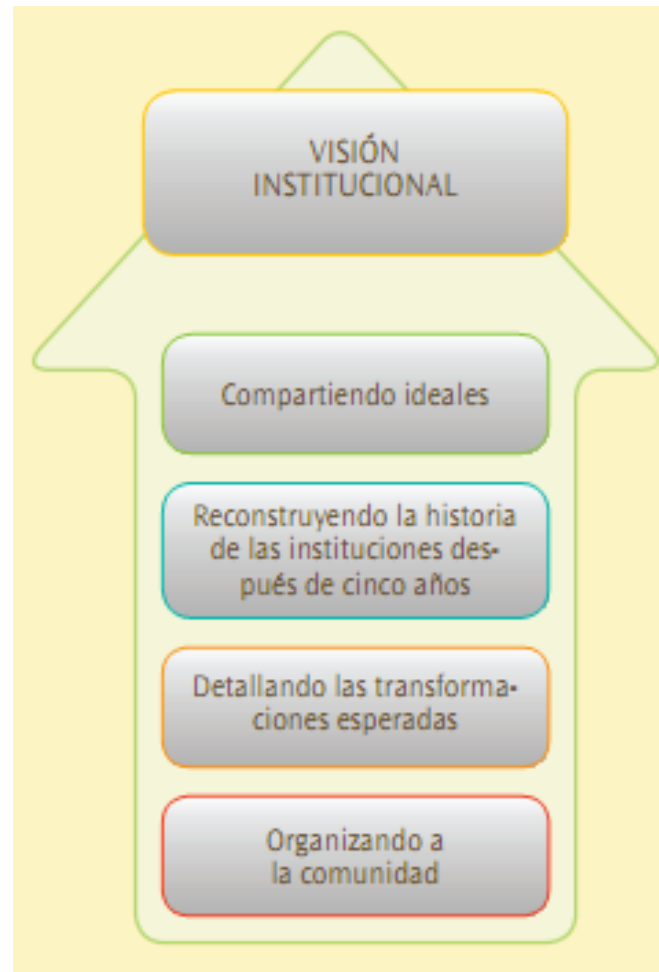 VISIÓN
INSTITUCIONAL
Compartiendo ideales
Reconstruyendo la historia
de las instituciones des-
pués de cinco años
Detallando las transforma-
ciones esperadas
Organizando a
la comunidad